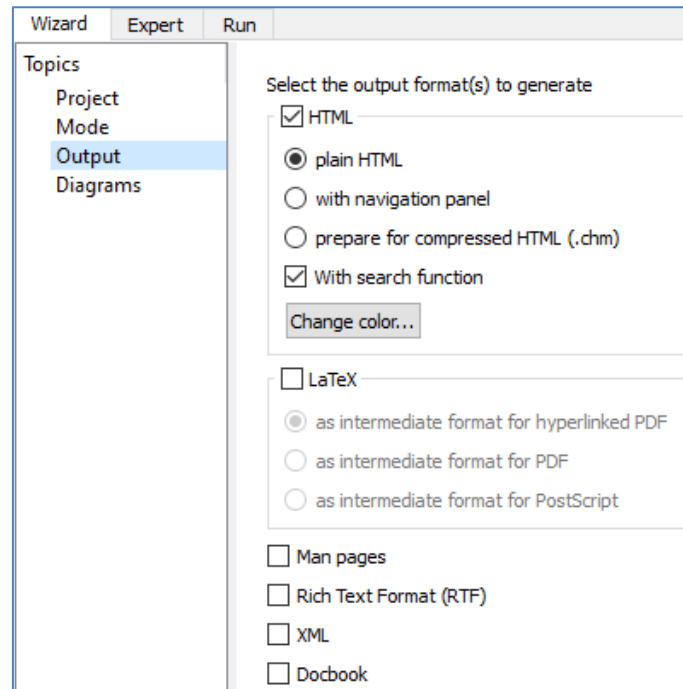 Wizard Expert Run
Topics
Project
Mode
Output
Diagrams
Select the output format(s) to generate
HTML
plain HTML
with navigation panel
prepare for compressed HTML (.chm)
With search function
Change color...
LaTeX
as intermediate format for hyperlinked PDF
as intermediate format for PDF
as intermediate format for PostScript
Man pages
Rich Text Format (RTF)
XML
Docbook